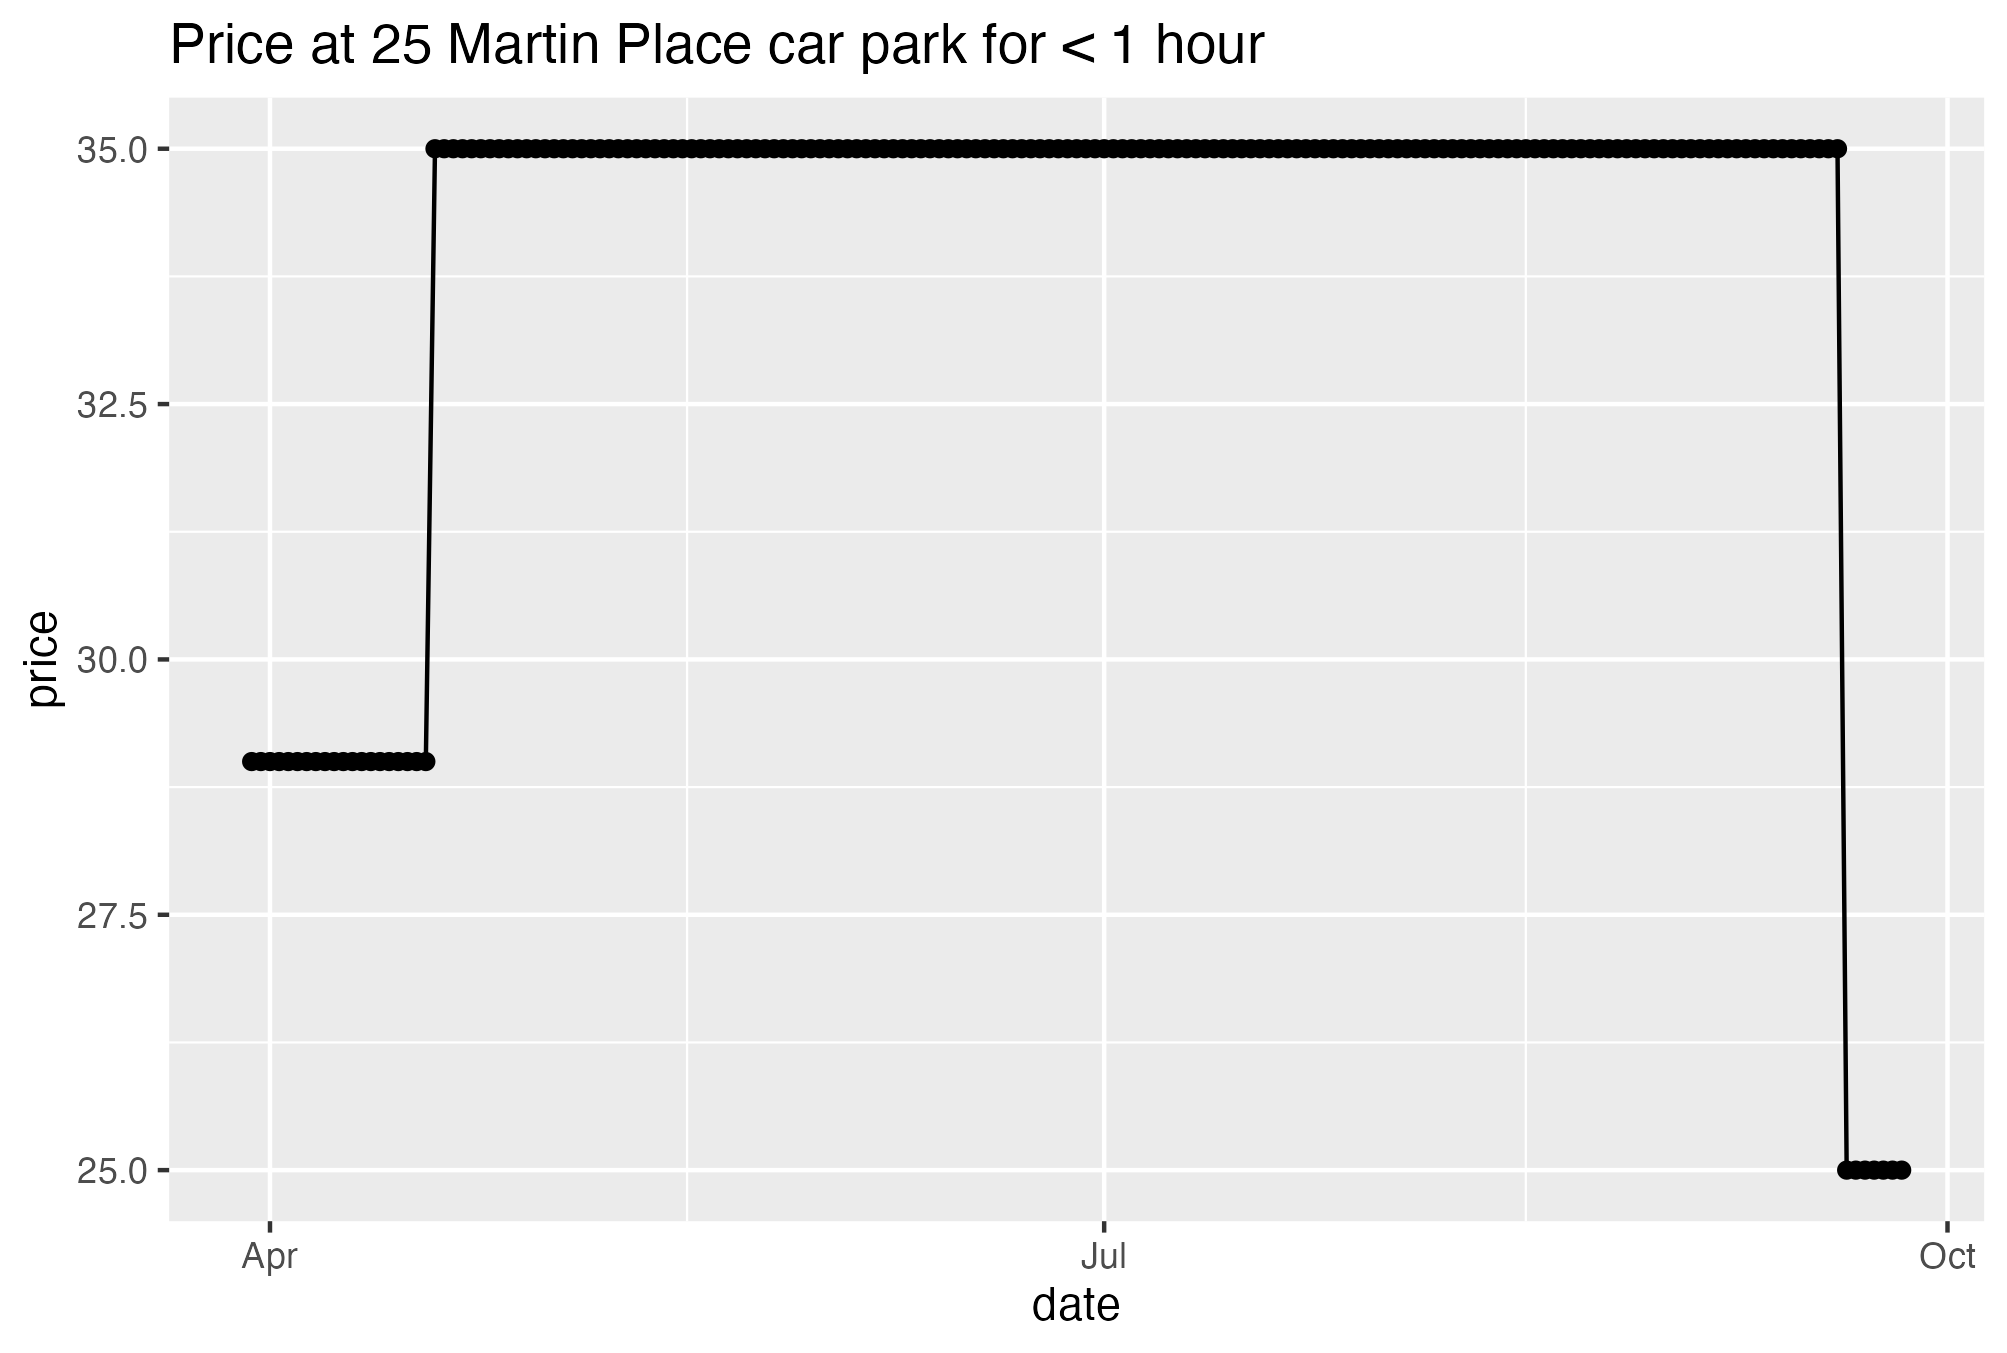 Price at 25 Martin Place car park for < 1 hour
price
35.0
32.5
30.0
27.5
25.0
Apr
Jul
Oct
date